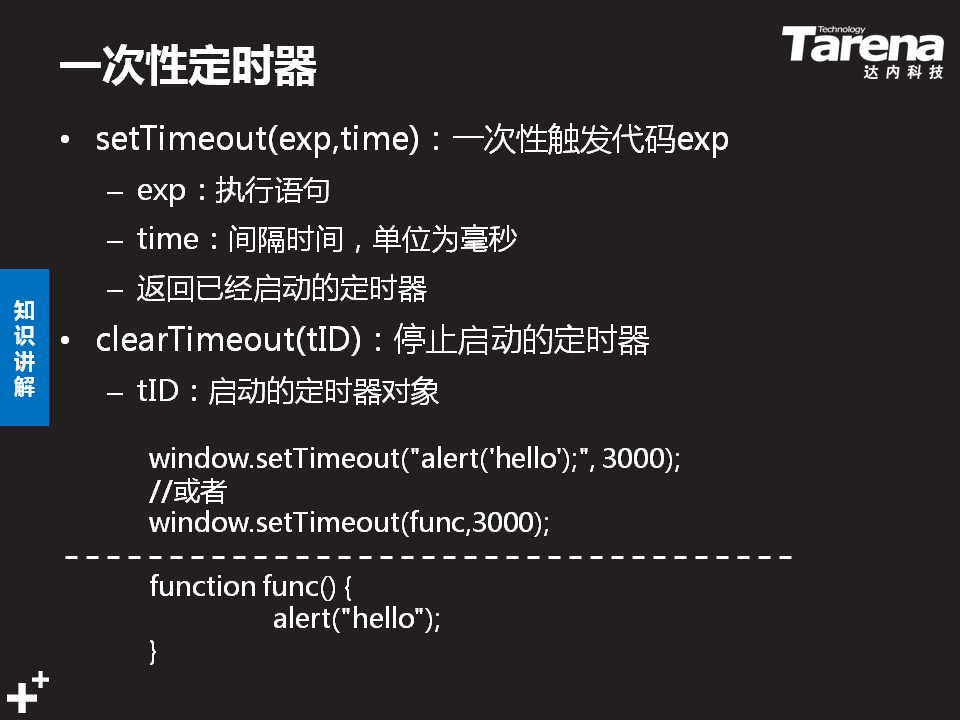 一次性定时器
Technology
Tarena
达内科技
• setTimeout(exp,time)：一次性触发代码exp
– exp：执行语句
– time：间隔时间，单位为毫秒
– 返回已经启动的定时器
知识讲解
• clearTimeout(tID)：停止启动的定时器
– tID：启动的定时器对象
window.setTimeout("alert('hello');", 3000);
//或者
window.setTimeout(func,3000);
function func() {
alert("hello");
}